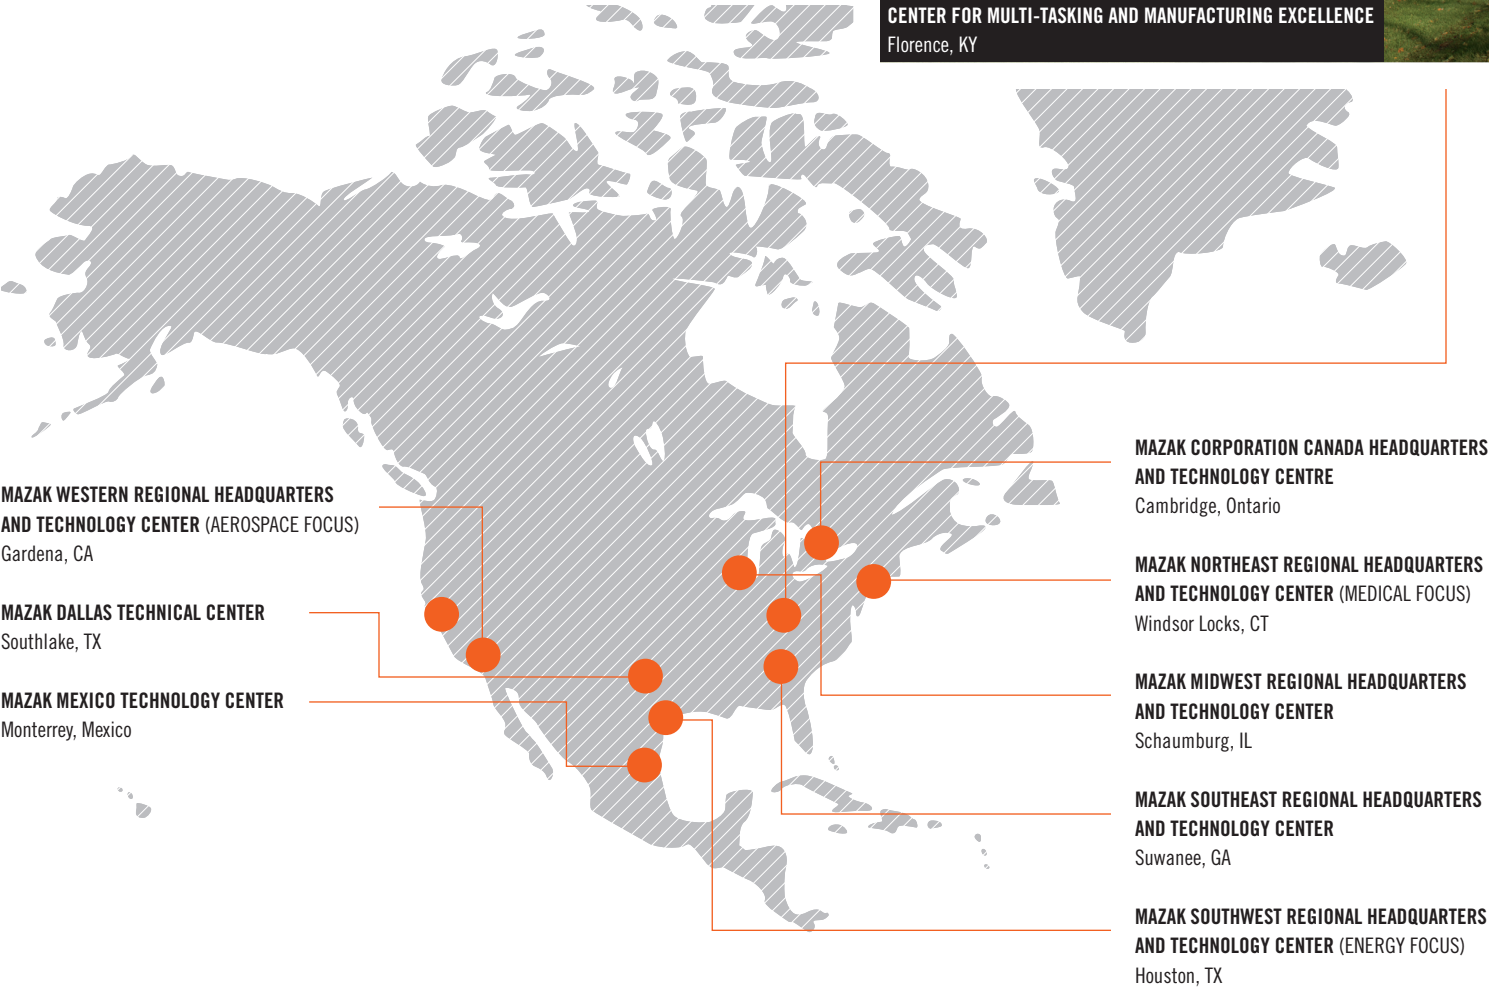 CENTER FOR MULTI-TASKING AND MANUFACTURING EXCELLENCE
Florence, KY
MAZAK WESTERN REGIONAL HEADQUARTERS
AND TECHNOLOGY CENTER (AEROSPACE FOCUS)
Gardena, CA
MAZAK DALLAS TECHNICAL CENTER
Southlake, TX
MAZAK MEXICO TECHNOLOGY CENTER
Monterrey, Mexico
MAZAK CORPORATION CANADA HEADQUARTERS
AND TECHNOLOGY CENTRE
Cambridge, Ontario
MAZAK NORTHEAST REGIONAL HEADQUARTERS
AND TECHNOLOGY CENTER (MEDICAL FOCUS)
Windsor Locks, CT
MAZAK MIDWEST REGIONAL HEADQUARTERS
AND TECHNOLOGY CENTER
Schaumburg, IL
MAZAK SOUTHEAST REGIONAL HEADQUARTERS
AND TECHNOLOGY CENTER
Suwanee, GA
MAZAK SOUTHWEST REGIONAL HEADQUARTERS
AND TECHNOLOGY CENTER (ENERGY FOCUS)
Houston, TX